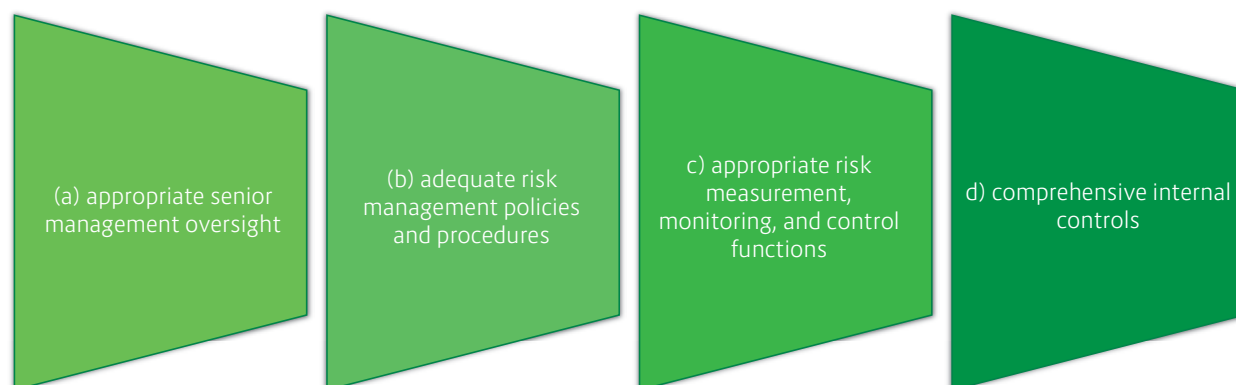 (a) appropriate senior
management oversight
(b) adequate risk
management policies
and procedures
c) appropriate risk
measurement,
monitoring, and control
functions
d) comprehensive internal
controls